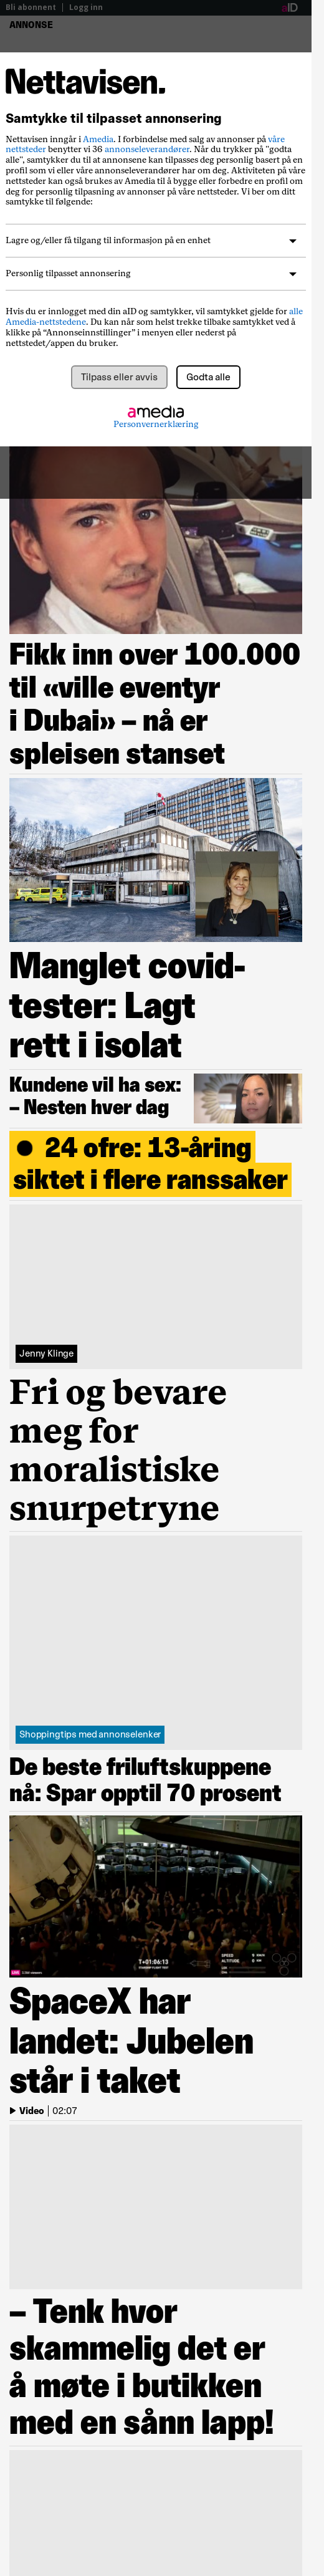 Bli abonnent | Logg inn
aID
ANNONSE
Nettavisen.
Samtykke til tilpasset annonsering
Nettavisen inngår i Amedia. I forbindelse med salg av annonser på våre
nettsteder benytter vi 36 annonseleverandører. Når du trykker på "godta
alle", samtykker du til at annonsene kan tilpasses deg personlig basert på en
profil som vi eller våre annonseleverandører har om deg. Aktiviteten på våre
nettsteder kan også brukes av Amedia til å bygge eller forbedre en profil om
deg for personlig tilpasning av annonser på våre nettsteder. Vi ber om ditt
samtykke til følgende:
Lagre og/eller få tilgang til informasjon på en enhet
Personlig tilpasset annonsering
Hvis du er innlogget med din aID og samtykker, vil samtykket gjelde for alle
Amedia-nettstedene. Du kan når som helst trekke tilbake samtykket ved å
klikke på “Annonseinnstillinger” i menyen eller nederst på
nettstedet/appen du bruker.
Tilpass eller avvis
Godta alle
amedia
Personvernerklæring
Fikk inn over 100.000
til «ville eventyr
i Dubai» – nå er
spleisen stanset
Manglet covid-
tester: Lagt
rett i isolat
Kundene vil ha sex:
– Nesten hver dag
24 ofre: 13-åring
siktet i flere ranssaker
Jenny Klinge
Fri og bevare
meg for
moralistiske
snurpetryne
Shoppingtips med annonselenker
De beste friluftskuppene
nå: Spar opptil 70 prosent
T+01:06:13
SPEED
ALTITUDE
SpaceX har
landet: Jubelen
står i taket
Video | 02:07
– Tenk hvor
skammelig det er
å møte i butikken
med en sånn lapp!